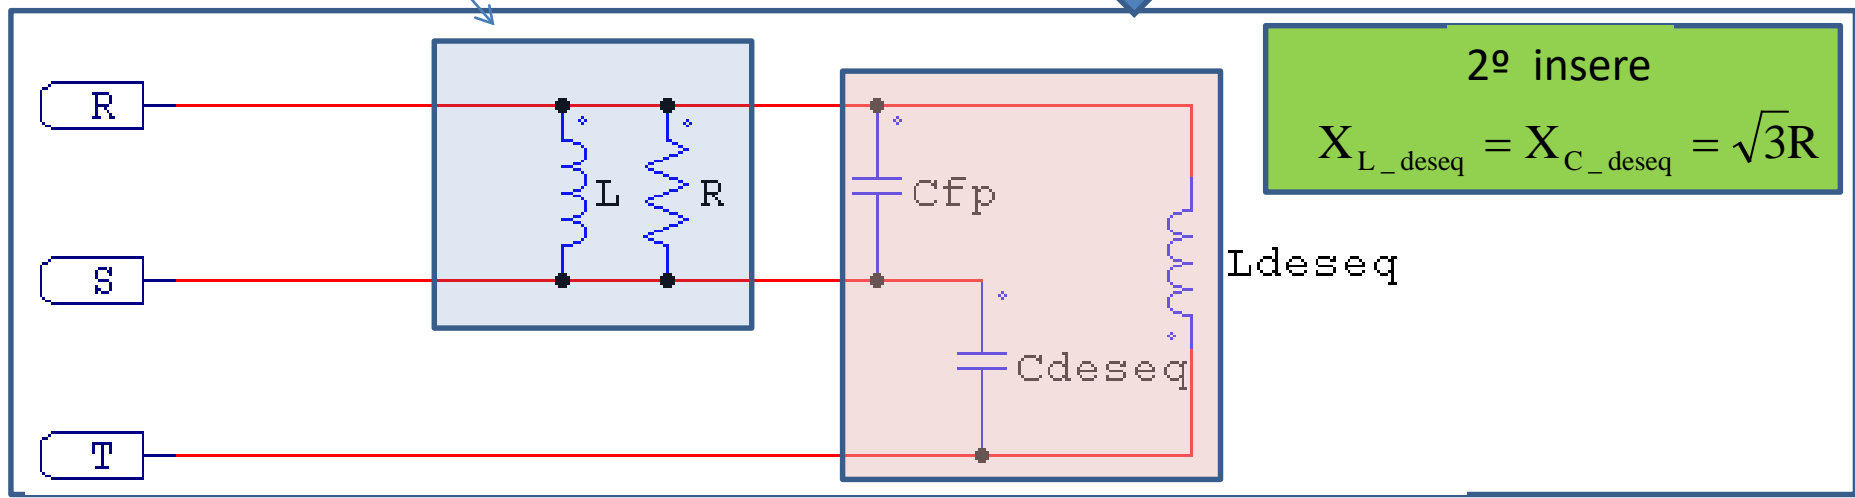 2º insere
X_L_deseq = X_C_deseq = √3R
R
L
R
Cfp
S
Ldeseq
Cdeseq
T